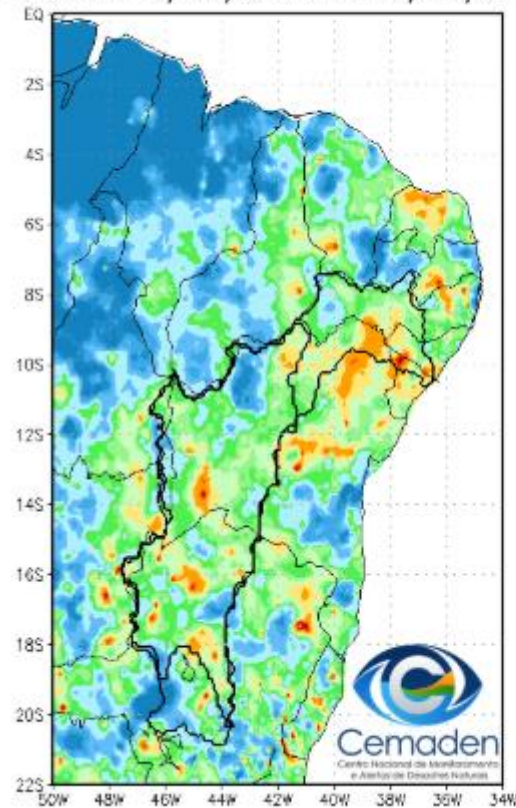 EQ
2S
4S
6S
8S
10S
12S
14S
16S
18S
20S
22S
50W 48W 46W 44W 42W 40W 38W 36W 34W
Cemaden
Centro Nacional de Monitoramento
e Alertas de Desastres Naturais